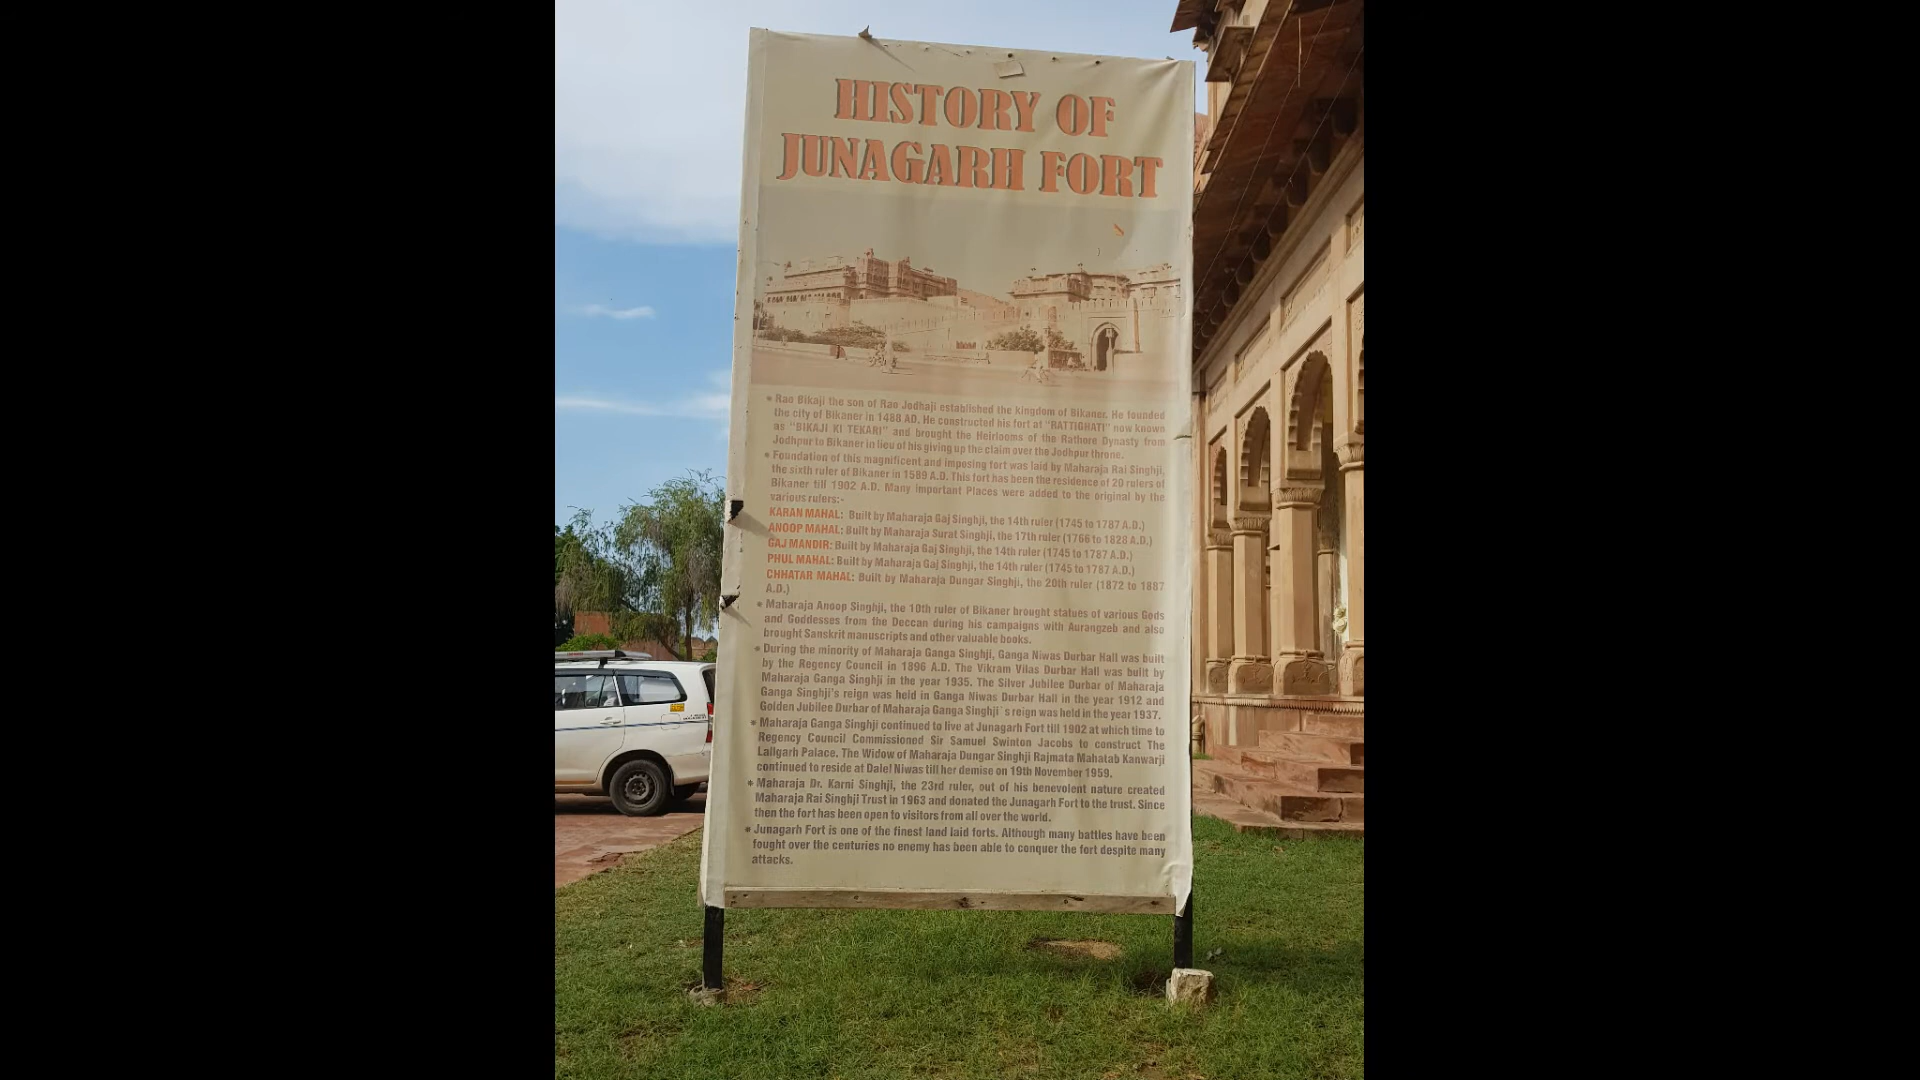 HISTORY OF
JUNAGARH FORT
* Rao Bikaji the son of Rao Jodhaji established the kingdom of Bikaner. He founded
the city of Bikaner in 1488 AD. He constructed his fort at "RATTIGHATI" now known
as "BIKAJI KI TEKARI" and brought the Heirlooms of the Rathore Dynasty from
Jodhpur to Bikaner in lieu of his giving up the claim over the Jodhpur throne.
* Foundation of this magnificent and imposing fort was laid by Maharaja Rai Singhji,
the sixth ruler of Bikaner in 1589 A.D. This fort has been the residence of 20 rulers of
Bikaner till 1902 A.D. Many Important Places were added to the original by the
various rulers:-
KARAN MAHAL: Built by Maharaja Gaj Singhji, the 14th ruler (1745 to 1787 A.D.)
ANOOP MAHAL: Built by Maharaja Surat Singhji, the 17th ruler (1766 to 1828 A.D.)
GAJ MANDIR: Built by Maharaja Gaj Singhji, the 14th ruler (1745 to 1787 A.D.)
PHUL MAHAL: Built by Maharaja Gaj Singhji, the 14th ruler (1745 to 1787 A.D.)
CHHATAR MAHAL: Built by Maharaja Dungar Singhji, the 20th ruler (1872 to 1887
A.D.)
* Maharaja Anoop Singhji, the 10th ruler of Bikaner brought statues of various Gods
and Goddesses from the Deccan during his campaigns with Aurangzeb and also
brought Sanskrit manuscripts and other valuable books.
* During the minority of Maharaja Ganga Singhji, Ganga Niwas Durbar Hall was built
by the Regency Council in 1896 A.D. The Vikram Vilas Durbar Hall was built by
Maharaja Ganga Singhji in the year 1935. The Silver Jubilee Durbar of Maharaja
Ganga Singhji's reign was held in Ganga Niwas Durbar Hall in the year 1912 and
Golden Jubilee Durbar of Maharaja Ganga Singhji's reign was held in the year 1937.
* Maharaja Ganga Singhji continued to live at Junagarh Fort till 1902 at which time to
Regency Council Commissioned Sir Samuel Swinton Jacobs to construct The
Lallgarh Palace. The Widow of Maharaja Dungar Singhji Rajmata Mahatab Kanwarji
continued to reside at Dalel Niwas till her demise on 19th November 1959.
* Maharaja Dr. Karni Singhji, the 23rd ruler, out of his benevolent nature created
Maharaja Rai Singhji Trust in 1963 and donated the Junagarh Fort to the trust. Since
then the fort has been open to visitors from all over the world.
* Junagarh Fort is one of the finest land laid forts. Although many battles have been
fought over the centuries no enemy has been able to conquer the fort despite many
attacks.